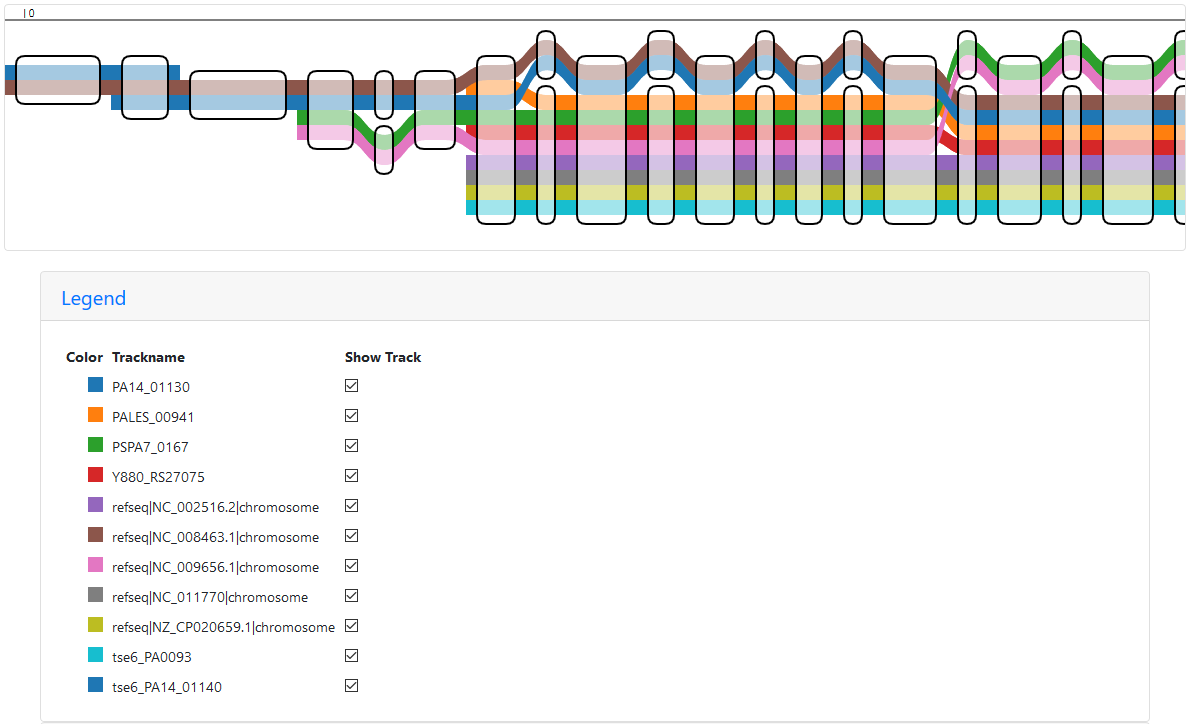 0
Legend
Color Trackname Show Track
PA14_01130
PALES_00941
PSPA7_0167
Y880_RS27075
refseq|NC_002516.2|chromosome
refseq|NC_008463.1|chromosome
refseq|NC_009656.1|chromosome
refseq|NC_011770|chromosome
refseq|NZ_CP020659.1|chromosome
tse6_PA0093
tse6_PA14_01140